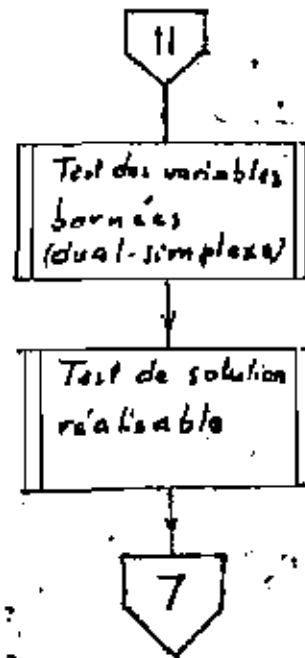 11
Test des variables
bornées
(dual-simplexe)
Test de solution
réalisable
7